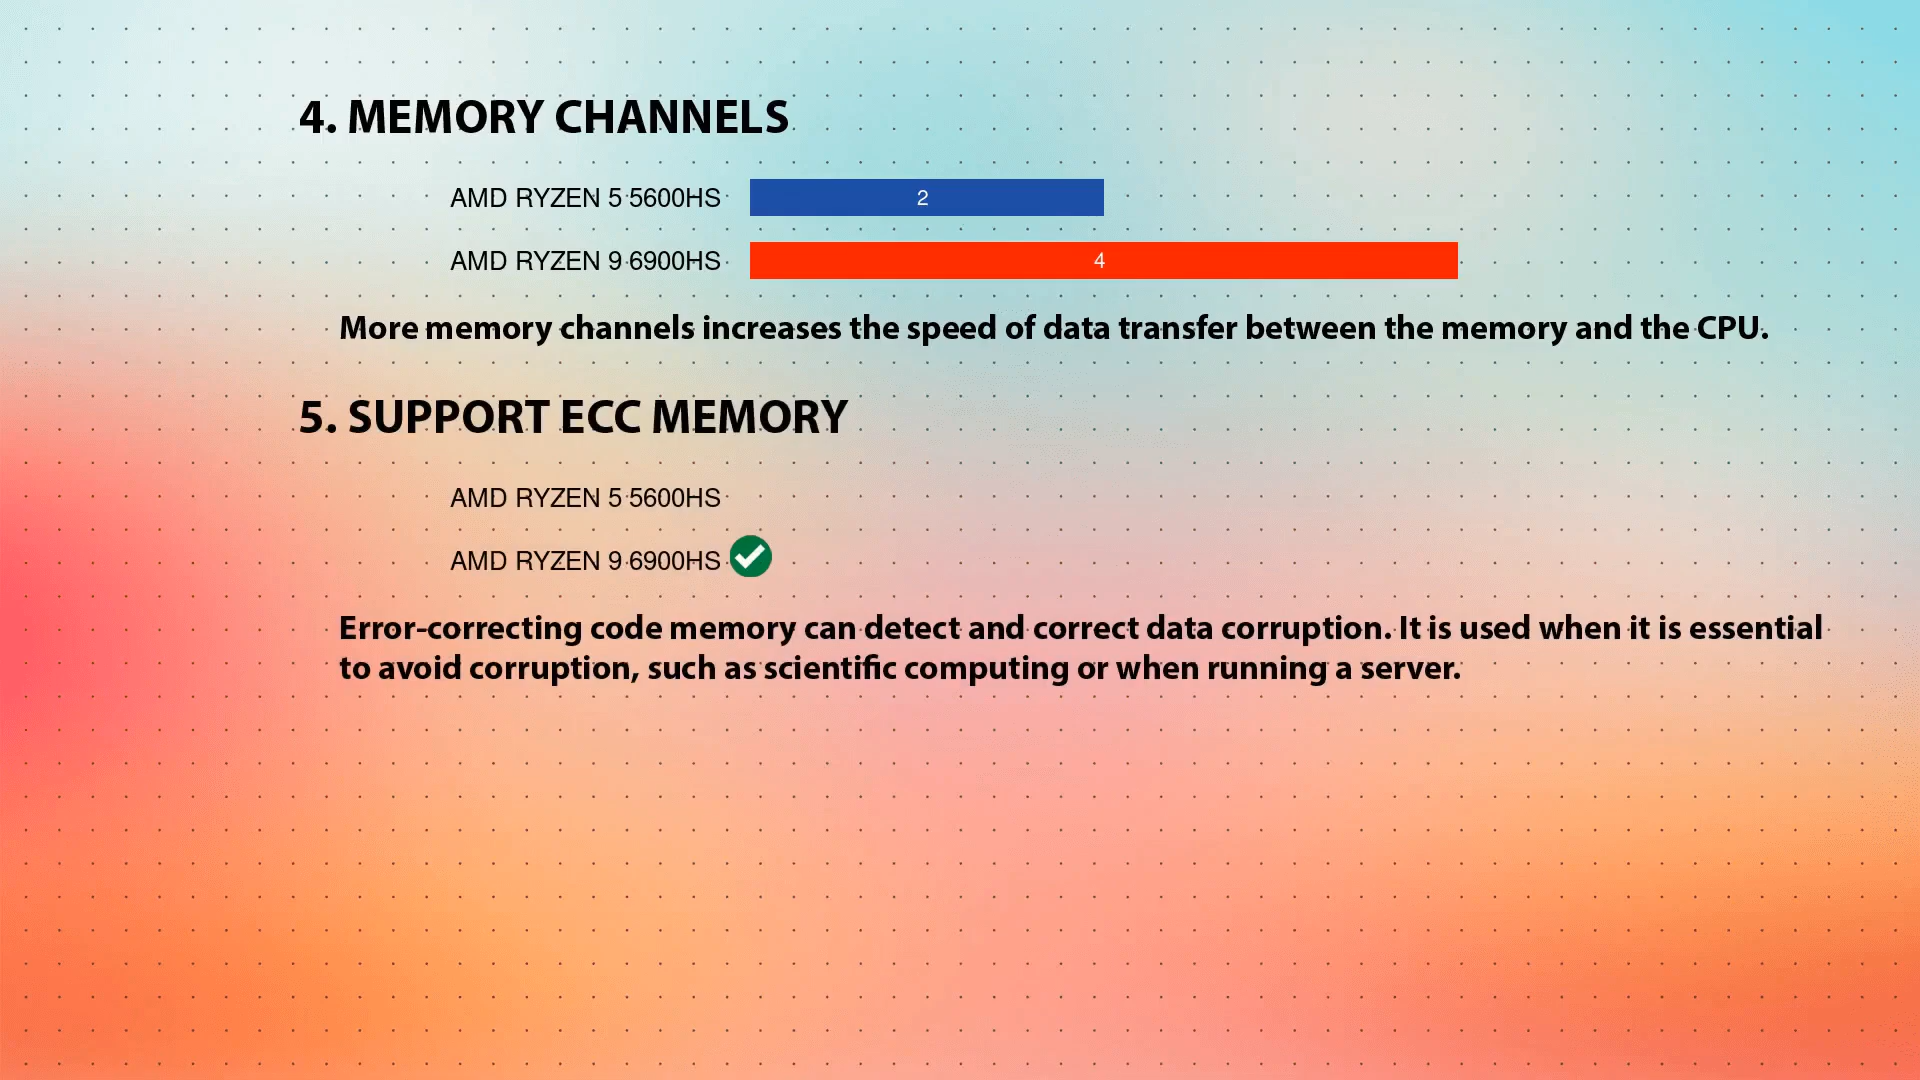 4. MEMORY CHANNELS
AMD RYZEN 5 5600HS
2
AMD RYZEN 9 6900HS
4
More memory channels increases the speed of data transfer between the memory and the CPU.
5. SUPPORT ECC MEMORY
AMD RYZEN 5 5600HS
AMD RYZEN 9 6900HS
Error-correcting code memory can detect and correct data corruption. It is used when it is essential
to avoid corruption, such as scientific computing or when running a server.